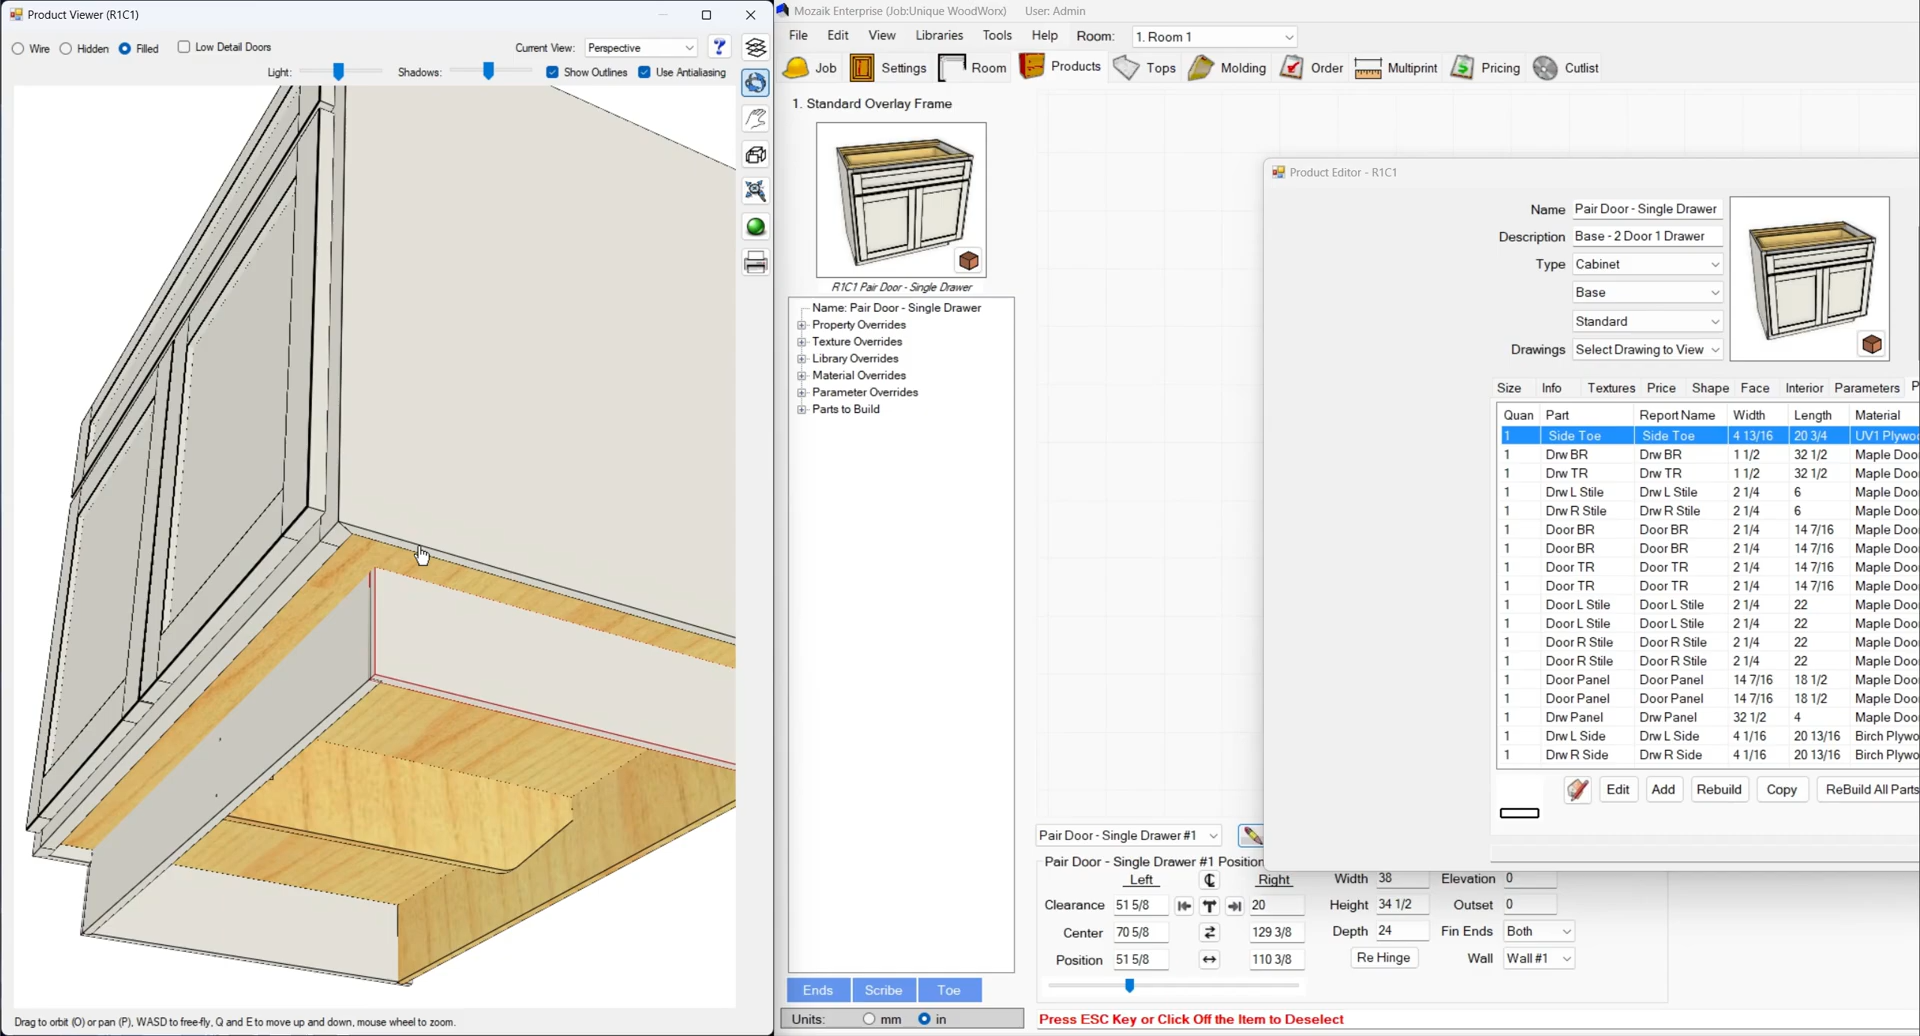 Product Viewer (R1C1)
Wire Hidden Filled Low Detail Doors Current View: Perspective
Light: Shadows: Show Outlines Use Antialiasing
Drag to orbit (O) or pan (P), WASD to free-fly, Q and E to move up and down, mouse wheel to zoom.
Mozaik Enterprise (Job:Unique WoodWorx) User: Admin
File Edit View Libraries Tools Help Room: 1. Room 1
Job Settings Room Products Tops Molding Order Multiprint Pricing Cutlist
1. Standard Overlay Frame
R1C1 Pair Door - Single Drawer
Name: Pair Door - Single Drawer
Property Overrides
Texture Overrides
Library Overrides
Material Overrides
Parameter Overrides
Parts to Build
Ends Scribe Toe
Units: mm in
Product Editor - R1C1
Name Pair Door - Single Drawer
Description Base - 2 Door 1 Drawer
Type Cabinet
Base
Standard
Drawings Select Drawing to View
Size Info Textures Price Shape Face Interior Parameters P
Quan Part Report Name Width Length Material
1 Side Toe Side Toe 4 13/16 20 3/4 UV1 Plywo
1 Drw BR Drw BR 1 1/2 32 1/2 Maple Doo
1 Drw TR Drw TR 1 1/2 32 1/2 Maple Doo
1 Drw L Stile Drw L Stile 2 1/4 6 Maple Doo
1 Drw R Stile Drw R Stile 2 1/4 6 Maple Doo
1 Door BR Door BR 2 1/4 14 7/16 Maple Doo
1 Door BR Door BR 2 1/4 14 7/16 Maple Doo
1 Door TR Door TR 2 1/4 14 7/16 Maple Doo
1 Door TR Door TR 2 1/4 14 7/16 Maple Doo
1 Door L Stile Door L Stile 2 1/4 22 Maple Doo
1 Door L Stile Door L Stile 2 1/4 22 Maple Doo
1 Door R Stile Door R Stile 2 1/4 22 Maple Doo
1 Door R Stile Door R Stile 2 1/4 22 Maple Doo
1 Door Panel Door Panel 14 7/16 18 1/2 Maple Doo
1 Door Panel Door Panel 14 7/16 18 1/2 Maple Doo
1 Drw Panel Drw Panel 32 1/2 4 Maple Doo
1 Drw L Side Drw L Side 4 1/16 20 13/16 Birch Plywo
1 Drw R Side Drw R Side 4 1/16 20 13/16 Birch Plywo
Edit Add Rebuild Copy ReBuild All Parts
Pair Door - Single Drawer #1
Pair Door - Single Drawer #1 Position
Left Right Width 38 Elevation 0
Clearance 51 5/8 20 Height 34 1/2 Outset 0
Center 70 5/8 129 3/8 Depth 24 Fin Ends Both
Position 51 5/8 110 3/8 Re Hinge Wall Wall #1
Press ESC Key or Click Off the Item to Deselect